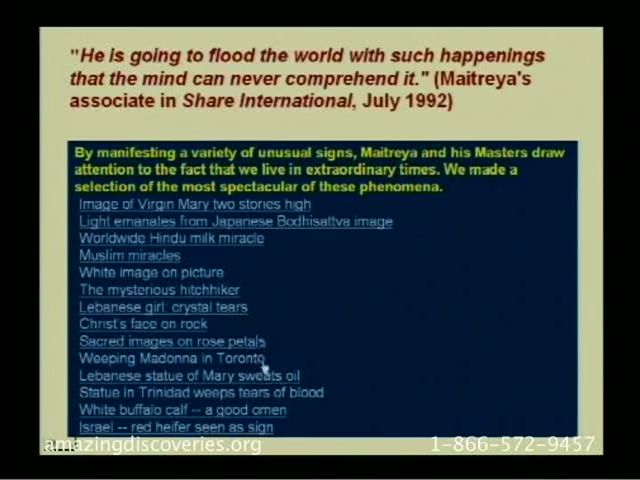 "He is going to flood the world with such happenings
that the mind can never comprehend it." (Maitreya's
associate in Share International, July 1992)
By manifesting a variety of unusual signs, Maitreya and his Masters draw
attention to the fact that we live in extraordinary times. We made a
selection of the most spectacular of these phenomena.
Image of Virgin Mary two stories high
Light emanates from Japanese Bodhisattva image
Worldwide Hindu milk miracle
Muslim miracles
White image on picture
The mysterious hitchhiker
Lebanese girl: crystal tears
Christ's face on rock
Sacred images on rose petals
Weeping Madonna in Toronto
Lebanese statue of Mary sweats oil
Statue in Trinidad weeps tears of blood
White buffalo calf -- a good omen
Israel -- red heifer seen as sign
amazingdiscoveries.org 1-866-572-9457